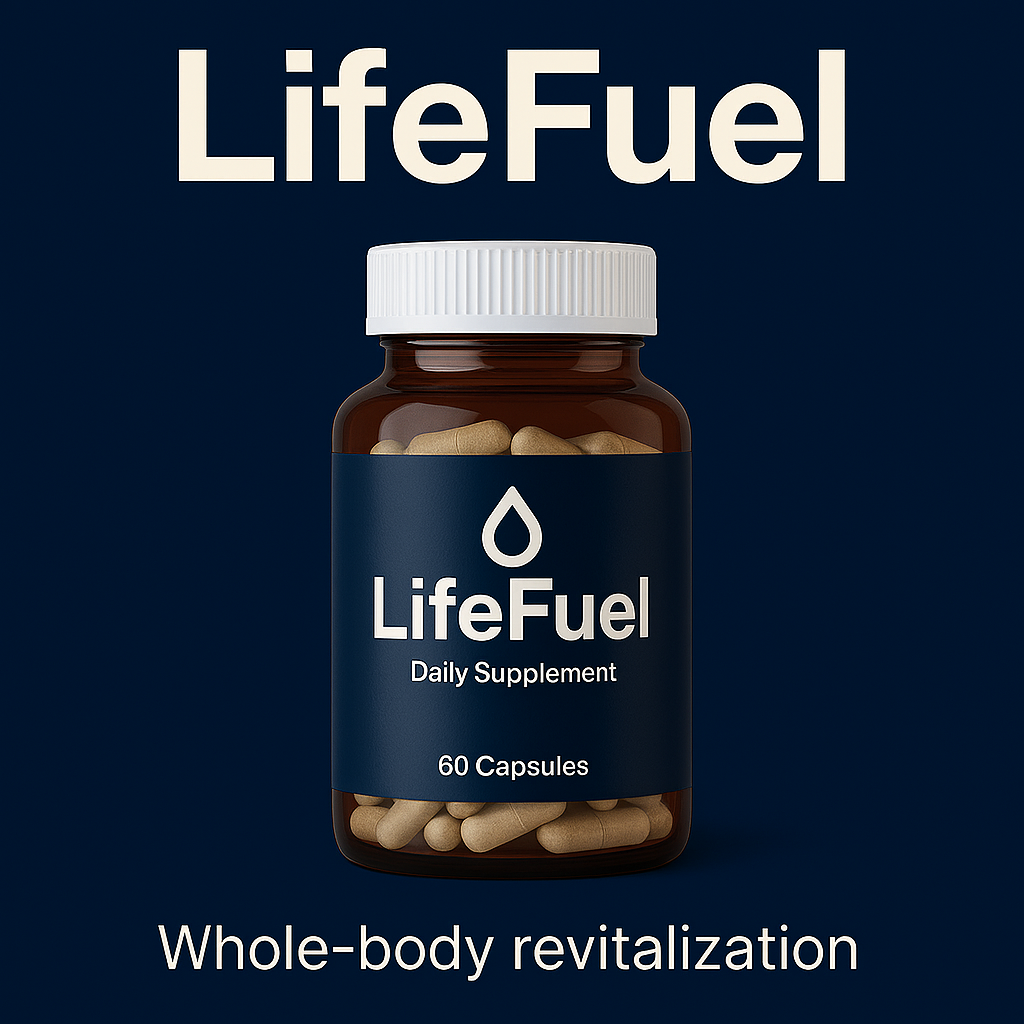 LifeFuel
LifeFuel
Daily Supplement
60 Capsules
Whole-body revitalization